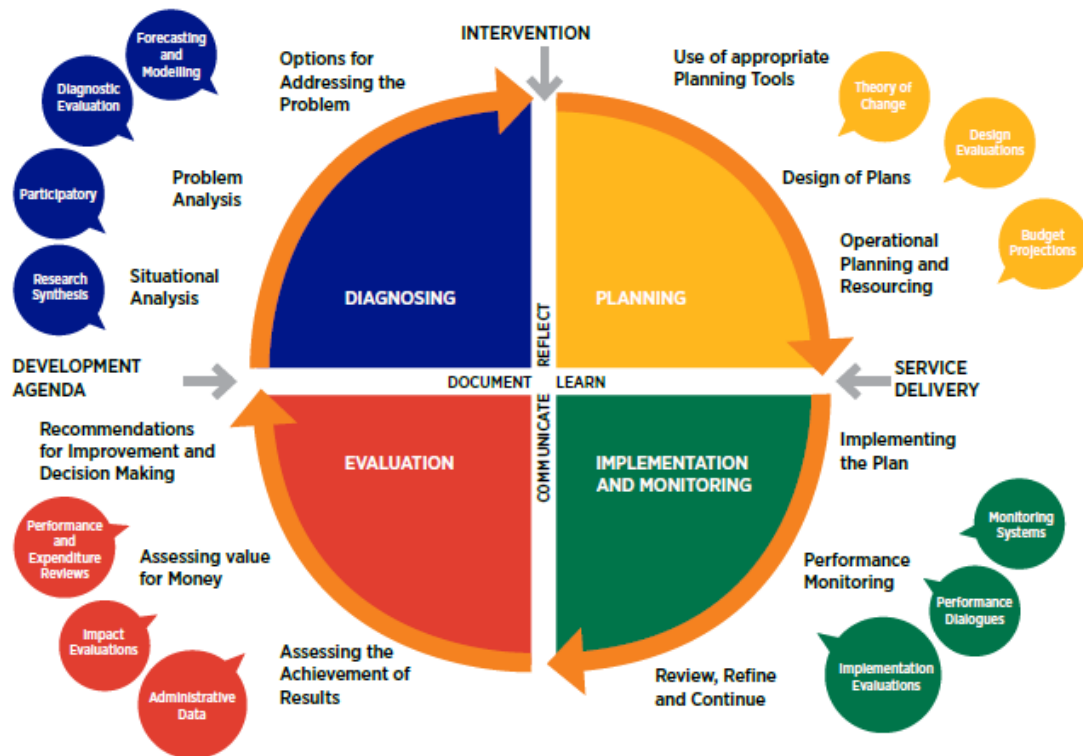 INTERVENTION
Forecasting
and
Modelling
Diagnostic
Evaluation
Participatory
Research
Synthesis
Options for
Addressing the
Problem
Problem
Analysis
Situational
Analysis
DIAGNOSING
Use of appropriate
Planning Tools
Theory of
Change
Design
Evaluations
Budget
Projections
Design of Plans
Operational
Planning and
Resourcing
PLANNING
REFLECT
DEVELOPMENT
AGENDA
DOCUMENT
LEARN
SERVICE
DELIVERY
COMMUNICATE
Recommendations
for Improvement and
Decision Making
EVALUATION
Performance
and
Expenditure
Reviews
Assessing value
for Money
Impact
Evaluations
Administrative
Data
Assessing the
Achievement of
Results
IMPLEMENTATION
AND MONITORING
Implementing
the Plan
Monitoring
Systems
Performance
Monitoring
Performance
Dialogues
Implementation
Evaluations
Review, Refine
and Continue